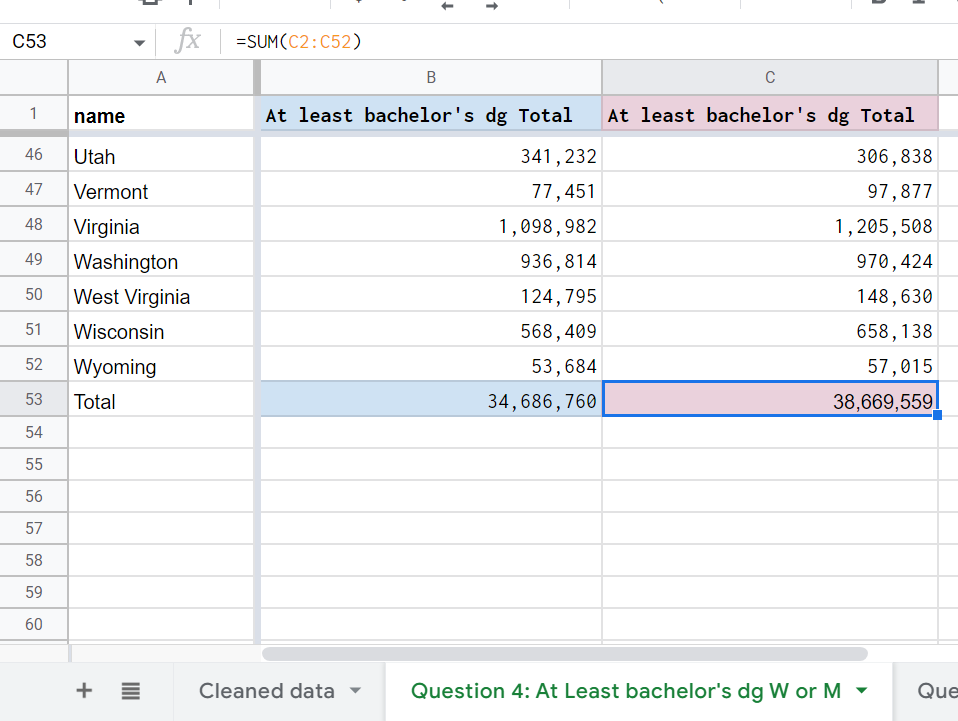 C53 fx =SUM(C2:C52)
A B C
1 name At least bachelor's dg Total At least bachelor's dg Total
46 Utah 341,232 306,838
47 Vermont 77,451 97,877
48 Virginia 1,098,982 1,205,508
49 Washington 936,814 970,424
50 West Virginia 124,795 148,630
51 Wisconsin 568,409 658,138
52 Wyoming 53,684 57,015
53 Total 34,686,760 38,669,559
54
55
56
57
58
59
60
Cleaned data Question 4: At Least bachelor's dg W or M Que